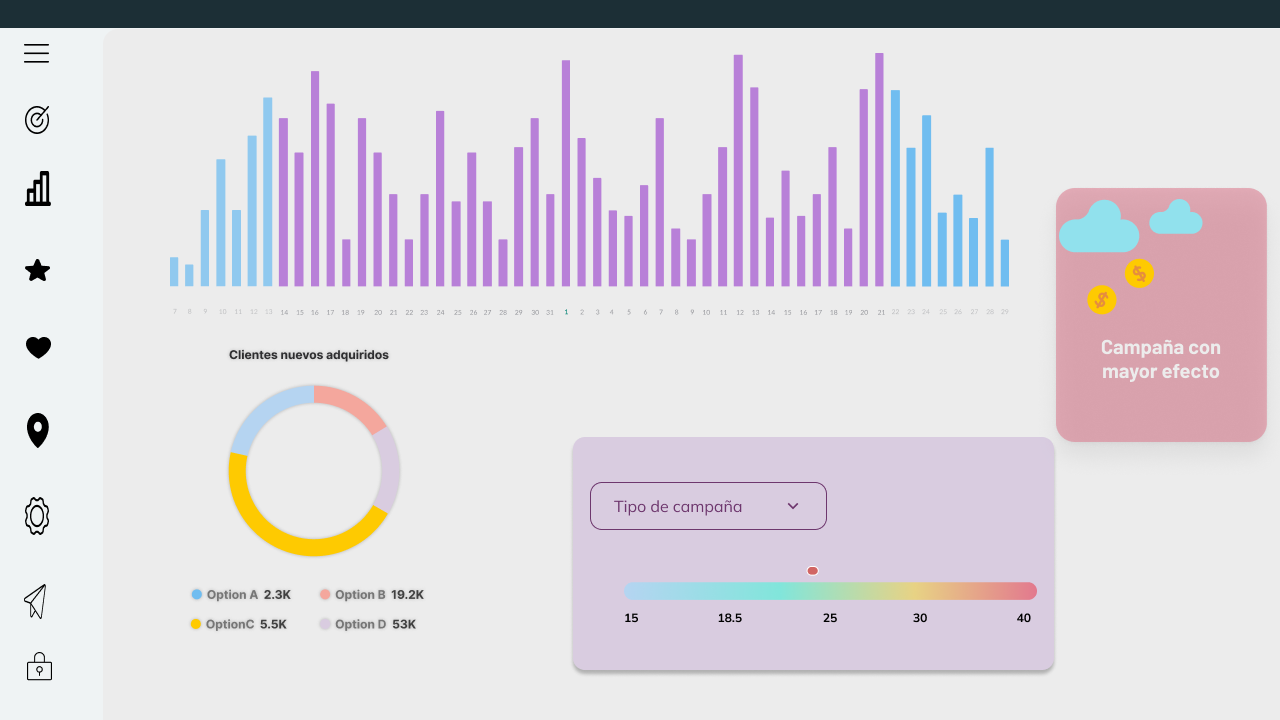 7 8 9 10 11 12 13 14 15 16 17 18 19 20 21 22 23 24 25 26 27 28 29 30 31 1 2 3 4 5 6 7 8 9 10 11 12 13 14 15 16 17 18 19 20 21 22 23 24 25 26 27 28 29
Clientes nuevos adquiridos
Option A 2.3K Option B 19.2K
OptionC 5.5K Option D 53K
Campaña con
mayor efecto
Tipo de campaña
15 18.5 25 30 40